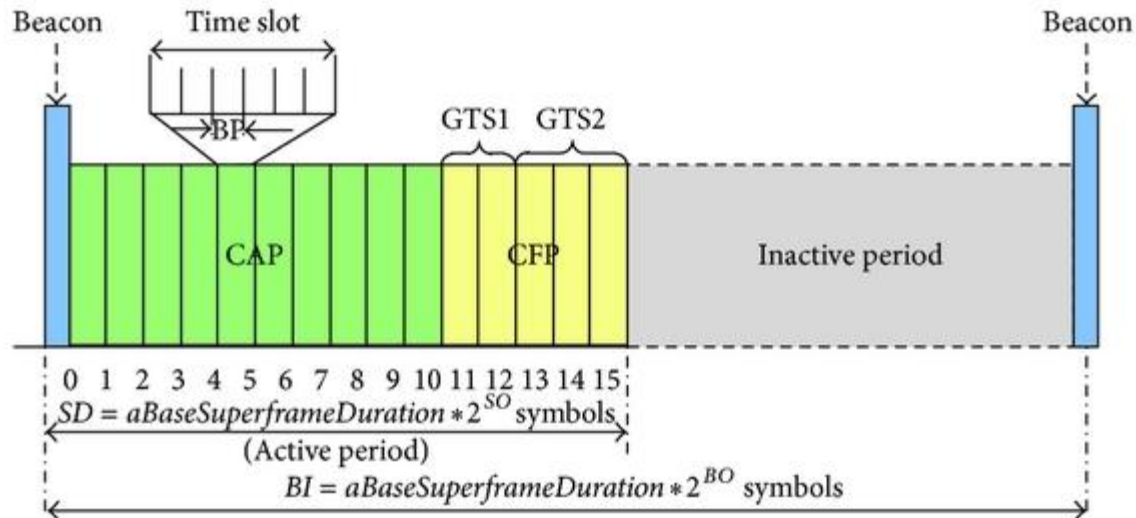 Beacon Time slot Beacon
BP
GTS1 GTS2
CAP CFP Inactive period
0 1 2 3 4 5 6 7 8 9 10 11 12 13 14 15
SD = aBaseSuperframeDuration * 2^SO symbols
(Active period)
BI = aBaseSuperframeDuration * 2^BO symbols